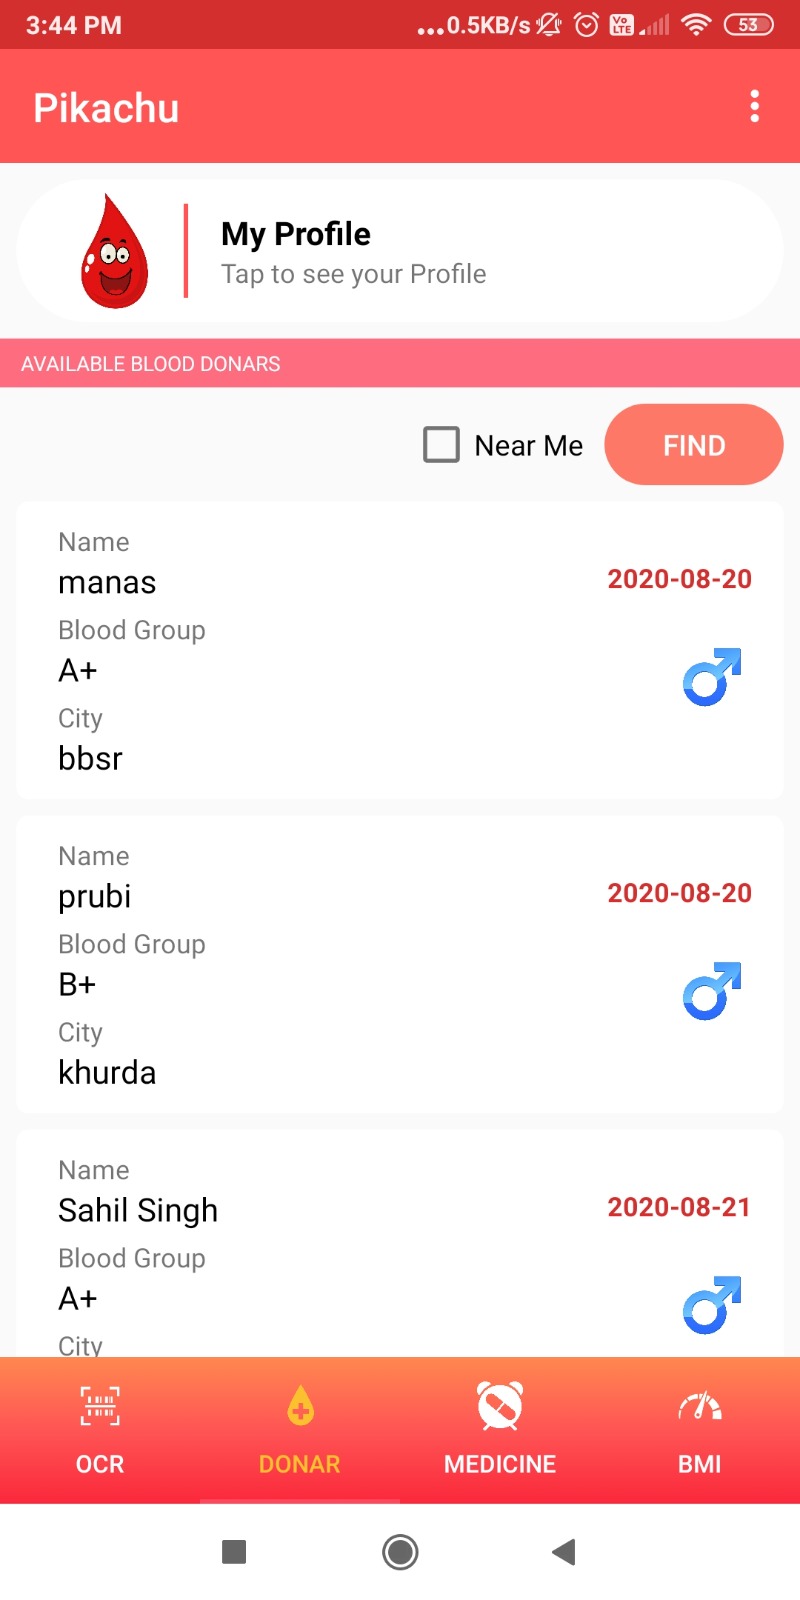 3:44 PM
...0.5KB/s Vo LTE 53
Pikachu
My Profile
Tap to see your Profile
AVAILABLE BLOOD DONARS
Near Me FIND
Name
manas 2020-08-20
Blood Group
A+
City
bbsr
Name
prubi 2020-08-20
Blood Group
B+
City
khurda
Name
Sahil Singh 2020-08-21
Blood Group
A+
City
OCR DONAR MEDICINE BMI